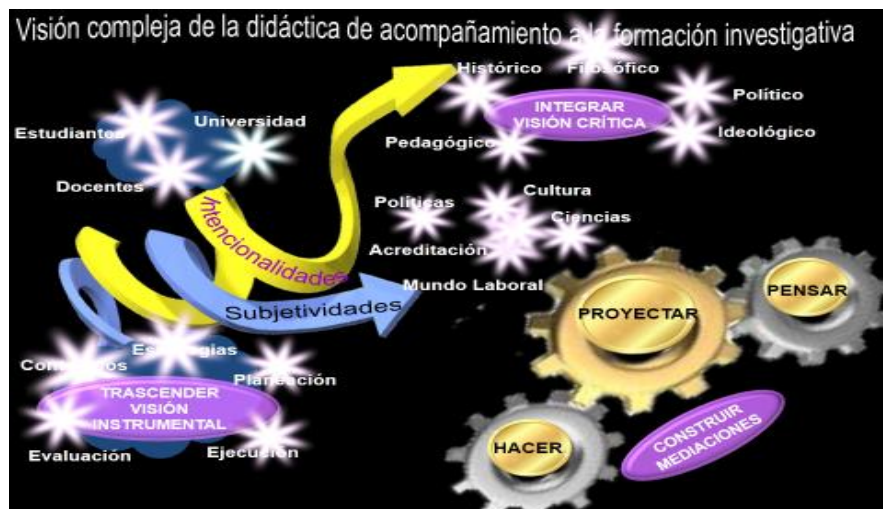 Visión compleja de la didáctica de acompañamiento a la formación investigativa
Histórico
Filosófico
Político
INTEGRAR
VISIÓN CRÍTICA
Ideológico
Pedagógico
Estudiantes
Universidad
Docentes
Intencionalidades
Subjetividades
Políticas
Cultura
Ciencias
Acreditación
Mundo Laboral
PROYECTAR
PENSAR
HACER
CONSTRUIR
MEDIACIONES
Planeación
TRASCENDER
VISIÓN
INSTRUMENTAL
Evaluación
Ejecución